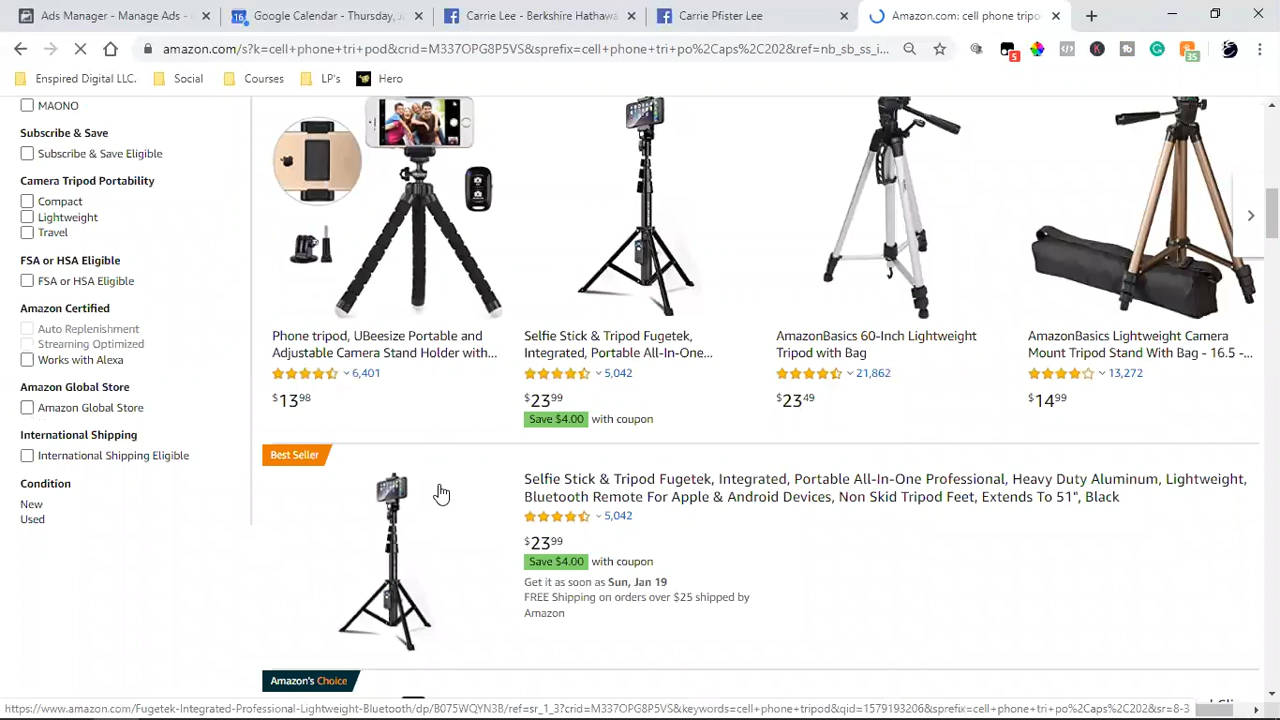 Ads Manager - Manage Ads -
Google Calendar - Thursday, J
Carrie Lee - Berkshire Hathaw
Carrie Pfister Lee
Amazon.com: cell phone tripo
amazon.com/s?k=cell+phone+tri+pod&crid=M337OPG8P5VS&sprefix=cell+phone+tri+po%2Caps%2C202&ref=nb_sb_ss_i...
5
35
Enspired Digital LLC.
Social
Courses
LP's
Hero
MAONO
Subscribe & Save
Subscribe & Save Eligible
Camera Tripod Portability
Compact
Lightweight
Travel
FSA or HSA Eligible
FSA or HSA Eligible
Amazon Certified
Auto Replenishment
Streaming Optimized
Works with Alexa
Amazon Global Store
Amazon Global Store
International Shipping
International Shipping Eligible
Condition
New
Used
Phone tripod, UBeesize Portable and
Adjustable Camera Stand Holder with...
6,401
$1398
Selfie Stick & Tripod Fugetek,
Integrated, Portable All-In-One...
5,042
$2399
Save $4.00 with coupon
AmazonBasics 60-Inch Lightweight
Tripod with Bag
21,862
$2349
AmazonBasics Lightweight Camera
Mount Tripod Stand With Bag - 16.5 -...
13,272
$1499
Best Seller
Selfie Stick & Tripod Fugetek, Integrated, Portable All-In-One Professional, Heavy Duty Aluminum, Lightweight,
Bluetooth Remote For Apple & Android Devices, Non Skid Tripod Feet, Extends To 51", Black
5,042
$2399
Save $4.00 with coupon
Get it as soon as Sun, Jan 19
FREE Shipping on orders over $25 shipped by
Amazon
Amazon's Choice
https://www.amazon.com/Fugetek-Integrated-Professional-Lightweight-Bluetooth/dp/B075WQYN3B/ref=sr_1_3?crid=M337OPG8P5VS&keywords=cell+phone+tripod&qid=1579193206&sprefix=cell+phone+tri+po%2Caps%2C202&sr=8-3